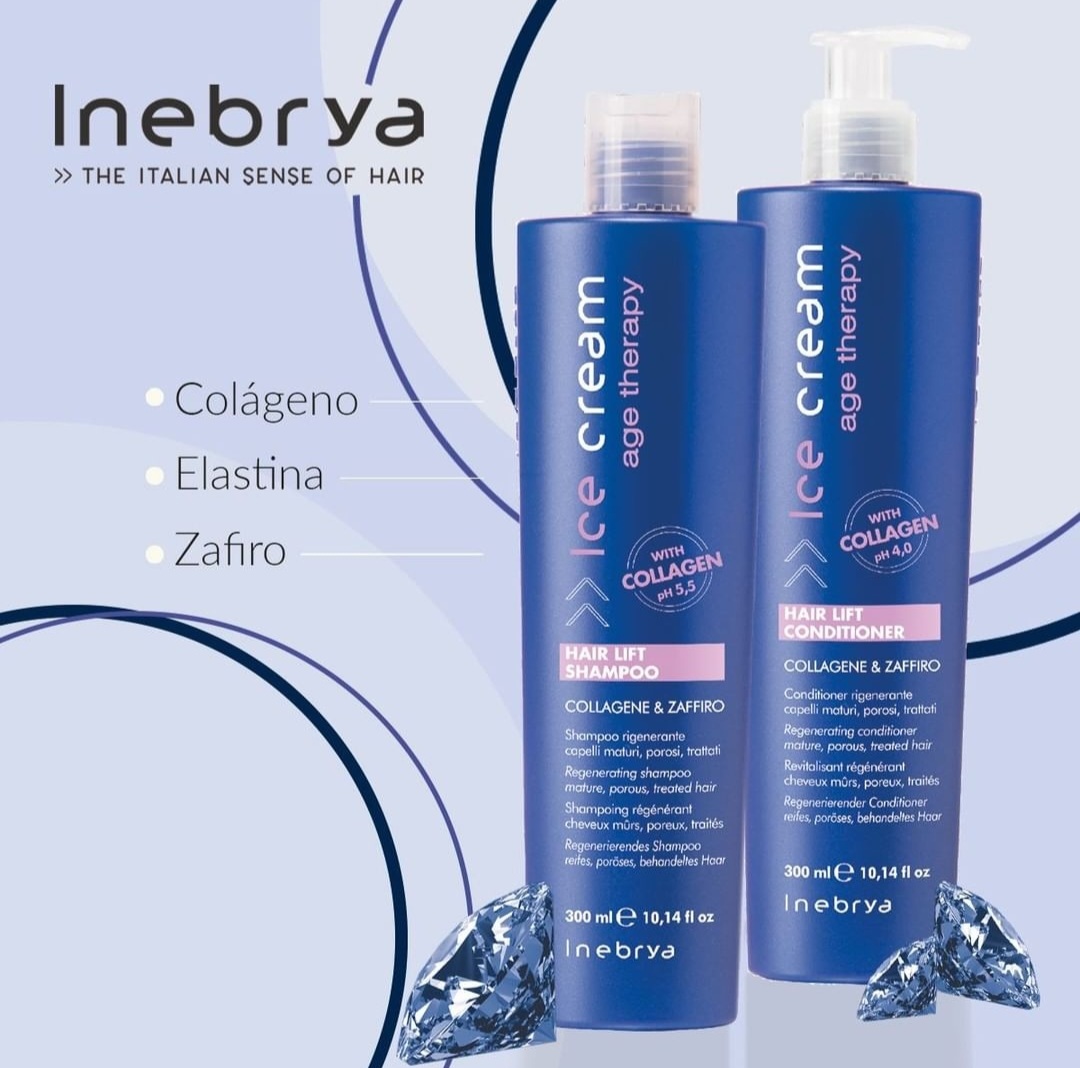 Inebrya
>> THE ITALIAN SENSE OF HAIR
Colágeno
Elastina
Zafiro
Ice cream
age therapy
WITH
COLLAGEN
pH 5,5
HAIR LIFT
SHAMPOO
COLLAGENE & ZAFFIRO
Shampoo rigenerante
capelli maturi, porosi, trattati
Regenerating shampoo
mature, porous, treated hair
Shampoing régénérant
cheveux mûrs, poreux, traités
Regenerierendes Shampoo
reifes, poröses, behandeltes Haar
300 ml e 10,14 fl oz
Inebrya
Ice cream
age therapy
WITH
COLLAGEN
pH 4,0
HAIR LIFT
CONDITIONER
COLLAGENE & ZAFFIRO
Conditioner rigenerante
capelli maturi, porosi, trattati
Regenerating conditioner
mature, porous, treated hair
Revitalisant régénérant
cheveux mûrs, poreux, traités
Regenerierender Conditioner
reifes, poröses, behandeltes Haar
300 ml e 10,14 fl oz
Inebrya